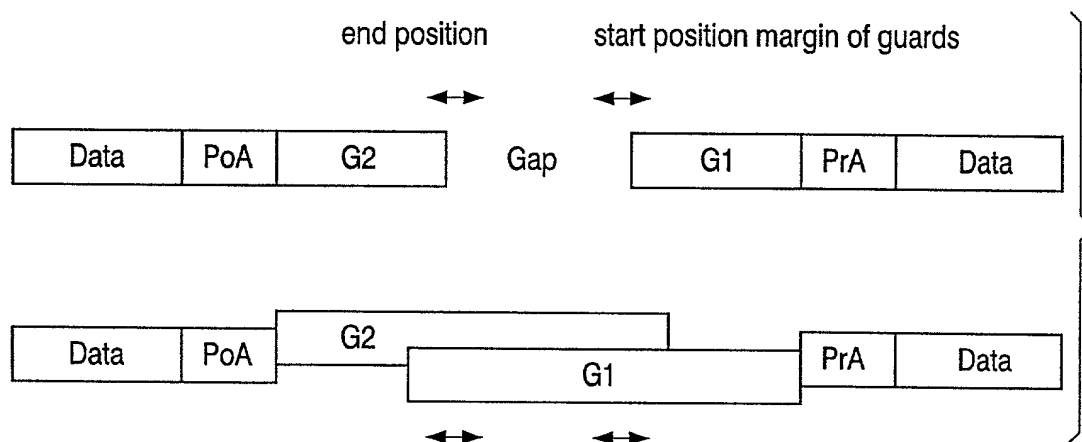 end position start position margin of guards
Data PoA G2 Gap G1 PrA Data
Data PoA G2 G1 PrA Data